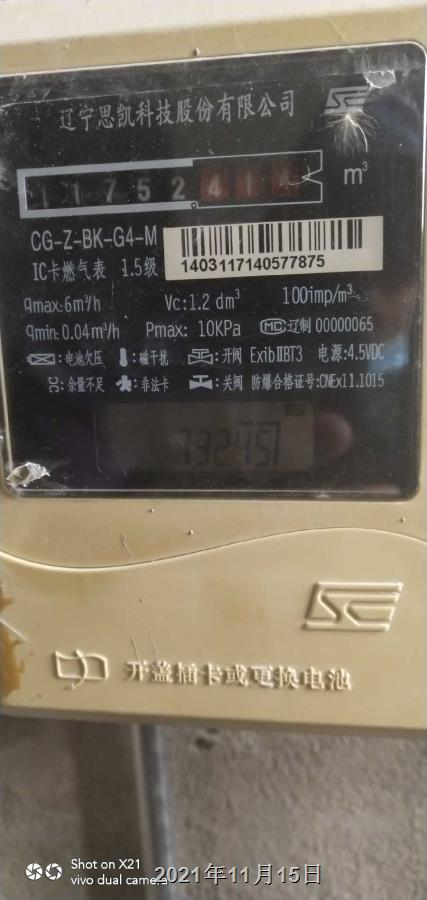 辽宁思凯科技股份有限公司
SC
11752 41 m³
CG-Z-BK-G4-M
IC卡燃气表 1.5级
1403117140577875
qmax:6m³/h Vc:1.2 dm³ 100imp/m³
qmin:0.04m³/h Pmax: 10KPa MC辽制 00000065
:电池欠压 :磁干扰 :开阀 ExibⅡBT3 电源:4.5VDC
:余量不足 :非法卡 :关阀 防爆合格证号:CNEx11.1015
SC
开盖插卡或更换电池
Shot on X21
vivo dual camera
2021年11月15日